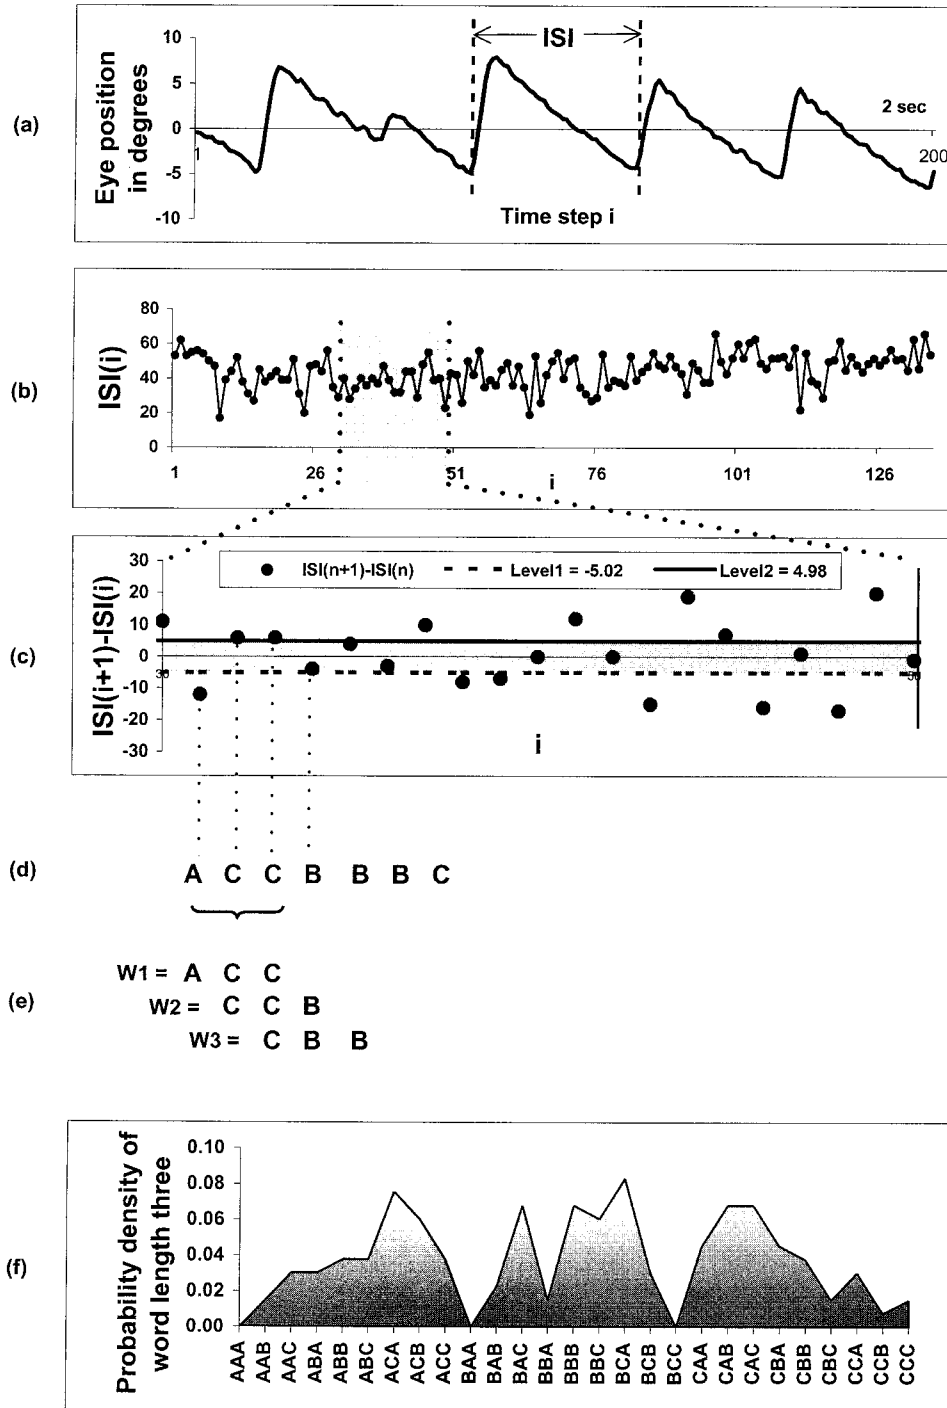 (a)
Eye position
in degrees
10
5
0
-5
-10
ISI
2 sec
1
200
Time step i
(b)
ISI(i)
80
60
40
20
0
1
26
51
76
101
126
i
(c)
ISI(i+1)-ISI(i)
30
20
10
0
-10
-20
-30
ISI(n+1)-ISI(n)
Level1 = -5.02
Level2 = 4.98
30
50
i
(d)
A C C B B B C
(e)
W1 = A C C
W2 = C C B
W3 = C B B
(f)
Probability density of
word length three
0.10
0.08
0.06
0.04
0.02
0.00
AAA
AAB
AAC
ABA
ABB
ABC
ACA
ACB
ACC
BAA
BAB
BAC
BBA
BBB
BBC
BCA
BCB
BCC
CAA
CAB
CAC
CBA
CBB
CBC
CCA
CCB
CCC